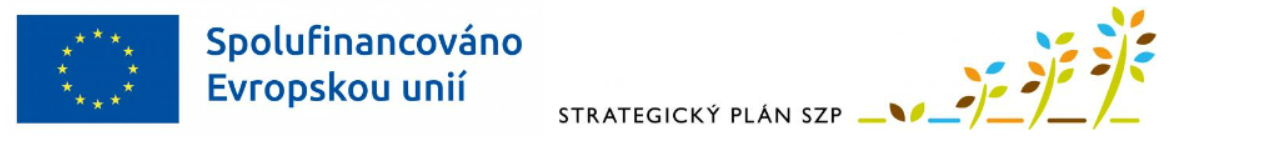 Spolufinancováno
Evropskou unií
STRATEGICKÝ PLÁN SZP